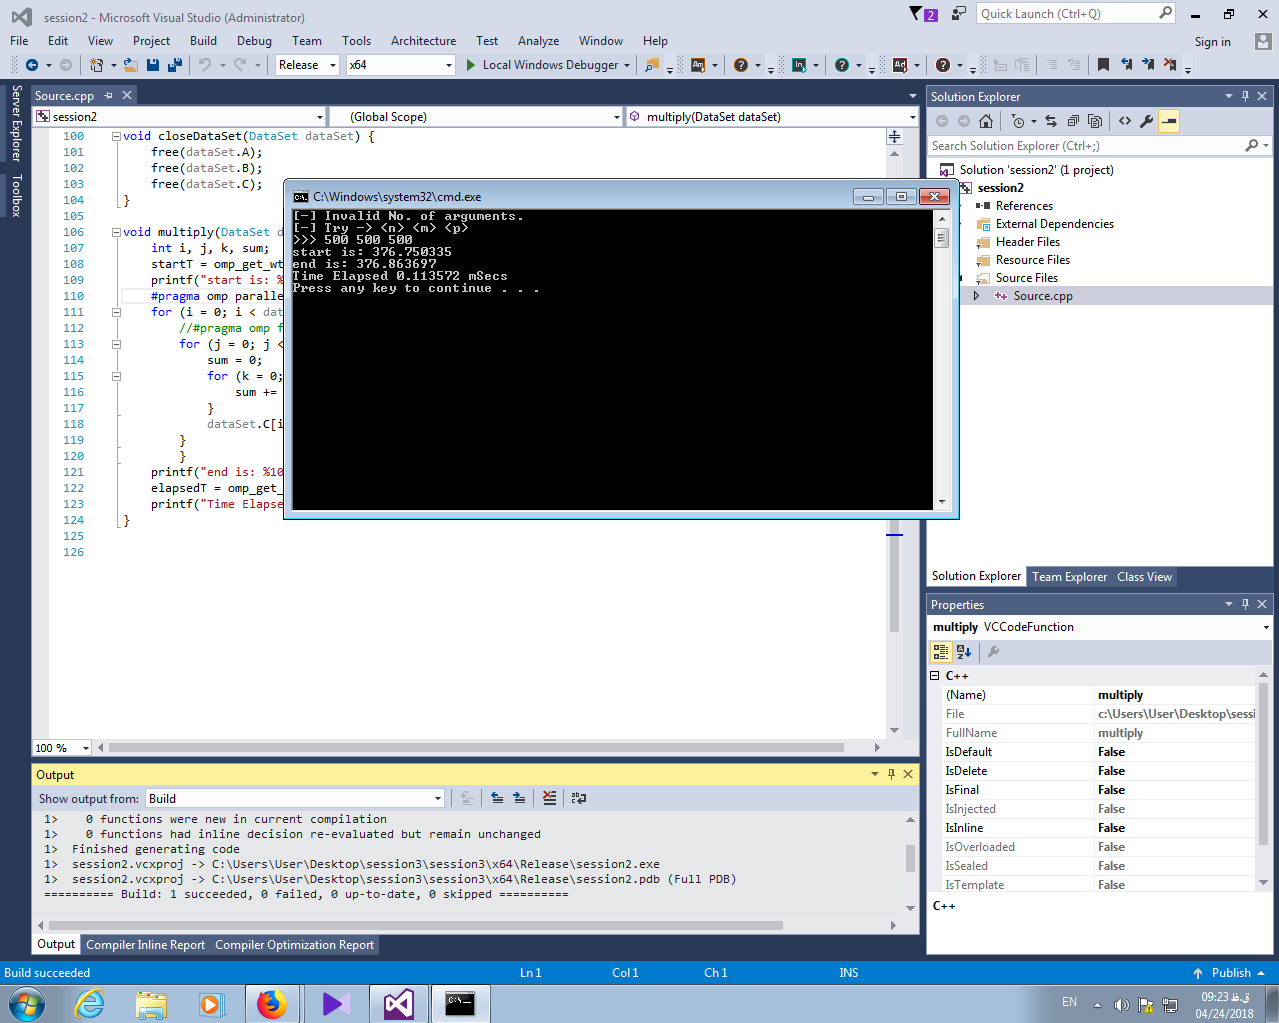 session2 - Microsoft Visual Studio (Administrator)
2
Quick Launch (Ctrl+Q)
File Edit View Project Build Debug Team Tools Architecture Test Analyze Window Help
Sign in
Release x64 Local Windows Debugger
Server Explorer
Toolbox
Source.cpp
session2 (Global Scope) multiply(DataSet dataSet)
100 void closeDataSet(DataSet dataSet) {
101 free(dataSet.A);
102 free(dataSet.B);
103 free(dataSet.C);
104 }
105
106 void multiply(DataSet d
107 int i, j, k, sum;
108 startT = omp_get_wt
109 printf("start is: %
110 #pragma omp paralle
111 for (i = 0; i < dat
112 //#pragma omp f
113 for (j = 0; j <
114 sum = 0;
115 for (k = 0;
116 sum +=
117 }
118 dataSet.C[i
119 }
120 }
121 printf("end is: %10
122 elapsedT = omp_get_
123 printf("Time Elapse
124 }
125
126
100 %
C:\Windows\system32\cmd.exe
[-] Invalid No. of arguments.
[-] Try -> <n> <m> <p>
>>> 500 500 500
start is: 376.750335
end is: 376.863697
Time Elapsed 0.113572 mSecs
Press any key to continue . . .
Solution Explorer
Search Solution Explorer (Ctrl+;)
Solution 'session2' (1 project)
session2
References
External Dependencies
Header Files
Resource Files
Source Files
Source.cpp
Solution Explorer Team Explorer Class View
Properties
multiply VCCodeFunction
C++
(Name) multiply
File c:\Users\User\Desktop\sessi
FullName multiply
IsDefault False
IsDelete False
IsFinal False
IsInjected False
IsInline False
IsOverloaded False
IsSealed False
IsTemplate False
C++
Output
Show output from: Build
1> 0 functions were new in current compilation
1> 0 functions had inline decision re-evaluated but remain unchanged
1> Finished generating code
1> session2.vcxproj -> C:\Users\User\Desktop\session3\session3\x64\Release\session2.exe
1> session2.vcxproj -> C:\Users\User\Desktop\session3\session3\x64\Release\session2.pdb (Full PDB)
========== Build: 1 succeeded, 0 failed, 0 up-to-date, 0 skipped ==========
Output Compiler Inline Report Compiler Optimization Report
Build succeeded Ln 1 Col 1 Ch 1 INS Publish
EN
09:23 ق.ظ
04/24/2018